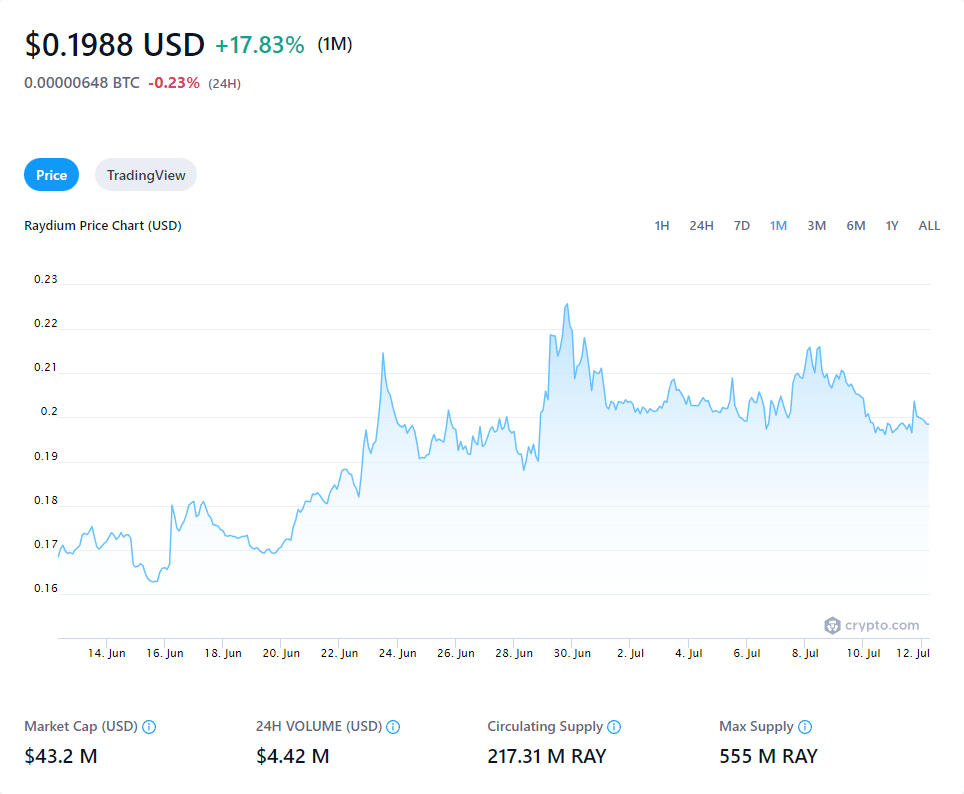 $0.1988 USD +17.83% (1M)
0.00000648 BTC -0.23% (24H)
Price TradingView
Raydium Price Chart (USD) 1H 24H 7D 1M 3M 6M 1Y ALL
0.23
0.22
0.21
0.2
0.19
0.18
0.17
0.16
crypto.com
14. Jun 16. Jun 18. Jun 20. Jun 22. Jun 24. Jun 26. Jun 28. Jun 30. Jun 2. Jul 4. Jul 6. Jul 8. Jul 10. Jul 12. Jul
Market Cap (USD) 24H VOLUME (USD) Circulating Supply Max Supply
$43.2 M $4.42 M 217.31 M RAY 555 M RAY